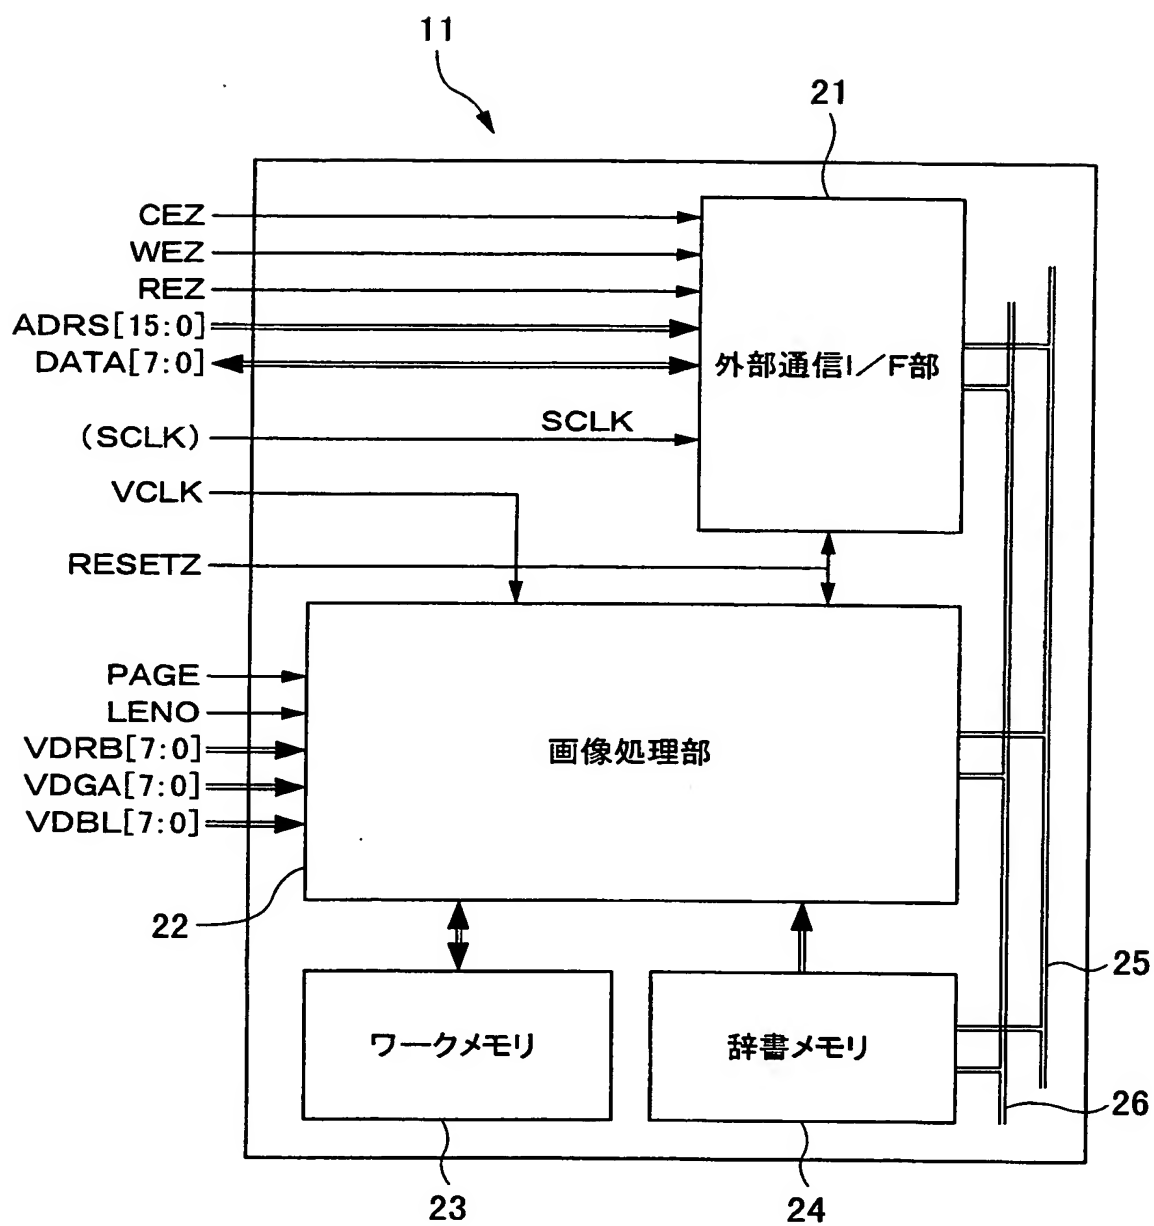 11
21
CEZ
WEZ
REZ
ADRS[15:0]
DATA[7:0]
外部通信I/F部
(SCLK)
SCLK
VCLK
RESETZ
PAGE
LENO
VDRB[7:0]
VDGA[7:0]
VDBL[7:0]
画像処理部
22
25
ワークメモリ
辞書メモリ
26
23
24